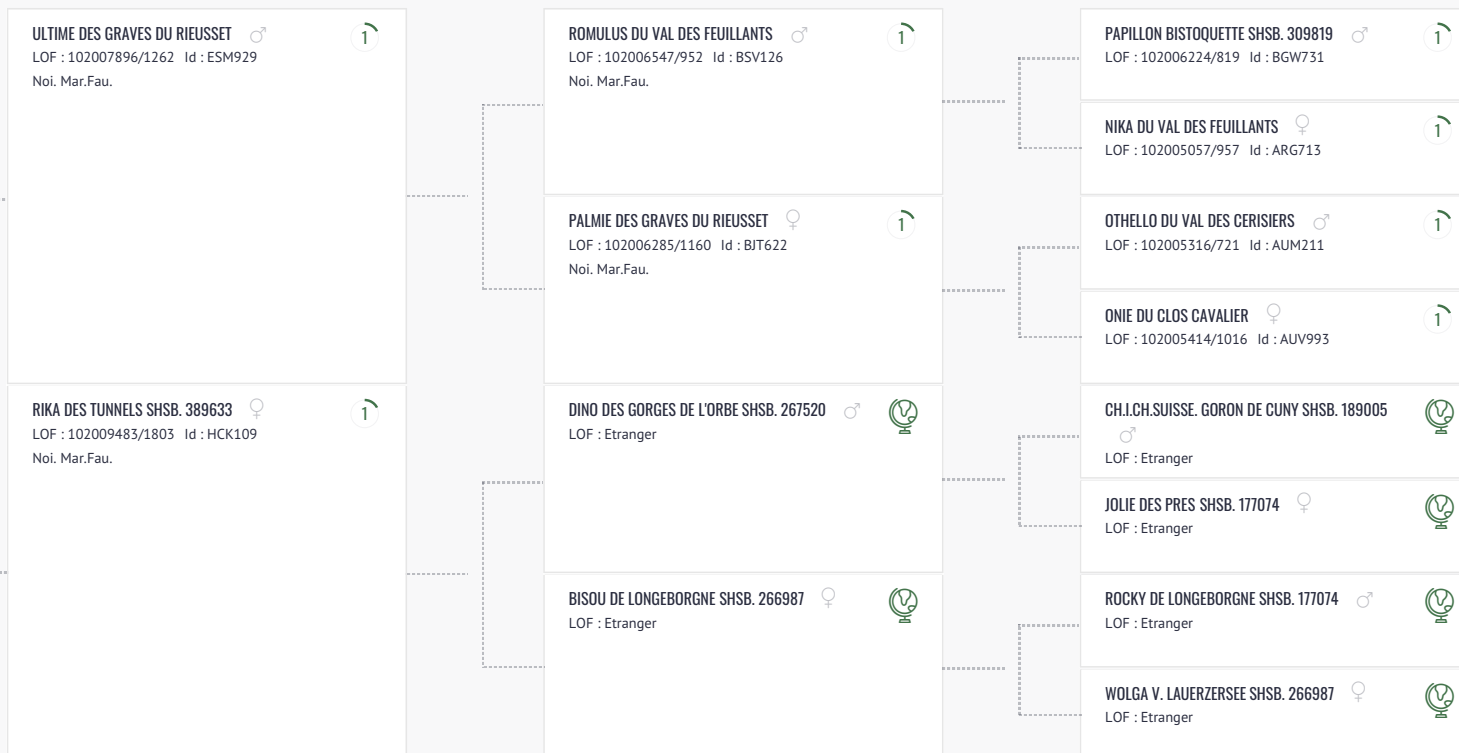 ULTIME DES GRAVES DU RIEUSSET
1
LOF : 102007896/1262 Id : ESM929
Noi. Mar.Fau.
RIKA DES TUNNELS SHSB. 389633
1
LOF : 102009483/1803 Id : HCK109
Noi. Mar.Fau.
ROMULUS DU VAL DES FEUILLANTS
1
LOF : 102006547/952 Id : BSV126
Noi. Mar.Fau.
PALMIE DES GRAVES DU RIEUSSET
1
LOF : 102006285/1160 Id : BJT622
Noi. Mar.Fau.
DINO DES GORGES DE L'ORBE SHSB. 267520
LOF : Etranger
BISOU DE LONGEBORGNE SHSB. 266987
LOF : Etranger
PAPILLON BISTOQUETTE SHSB. 309819
1
LOF : 102006224/819 Id : BGW731
NIKA DU VAL DES FEUILLANTS
1
LOF : 102005057/957 Id : ARG713
OTHELLO DU VAL DES CERISIERS
1
LOF : 102005316/721 Id : AUM211
ONIE DU CLOS CAVALIER
1
LOF : 102005414/1016 Id : AUV993
CH.I.CH.SUISSE. GORON DE CUNY SHSB. 189005
LOF : Etranger
JOLIE DES PRES SHSB. 177074
LOF : Etranger
ROCKY DE LONGEBORGNE SHSB. 177074
LOF : Etranger
WOLGA V. LAUERZERSEE SHSB. 266987
LOF : Etranger